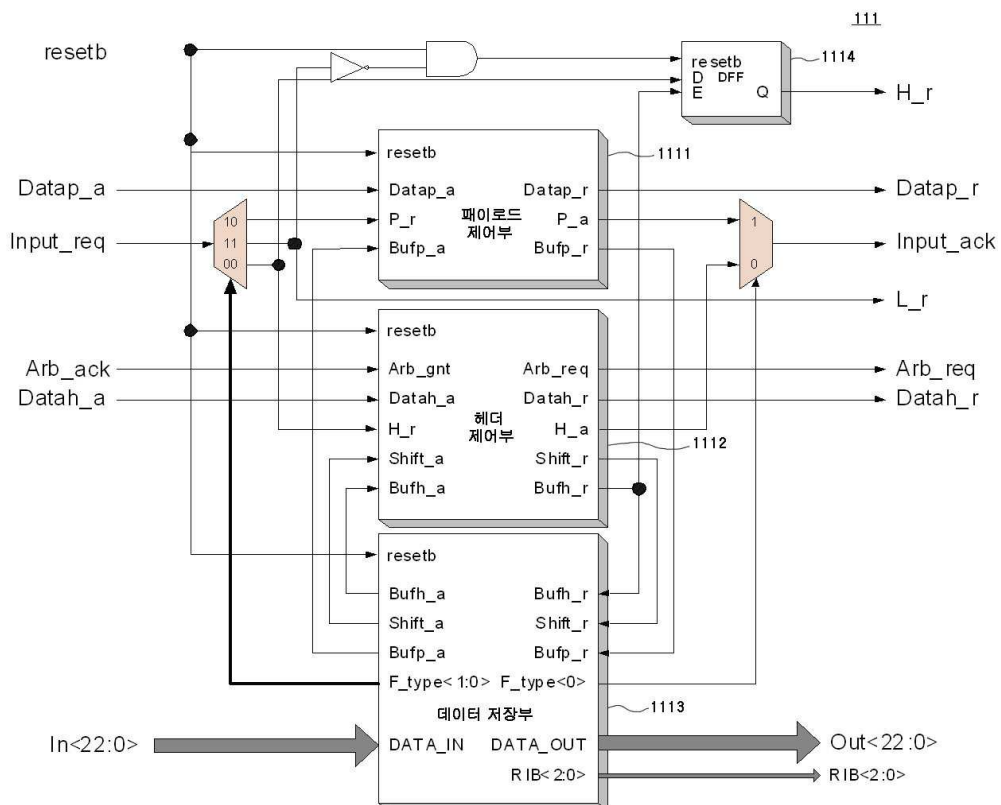 111
resetb
resetb
D DFF
E Q
1114
H_r
resetb
1111
Datap_a
Datap_a Datap_r
Datap_r
10
P_r 패이로드 P_a
1
Input_req
11
제어부
Bufp_a Bufp_r
Input_ack
00
0
L_r
resetb
Arb_ack
Arb_gnt Arb_req
Arb_req
Datah_a
Datah_a Datah_r
Datah_r
H_r 헤더 H_a
제어부
1112
Shift_a Shift_r
Bufh_a Bufh_r
resetb
Bufh_a Bufh_r
Shift_a Shift_r
Bufp_a Bufp_r
F_type<1:0> F_type<0>
데이터 저장부
1113
In<22:0>
DATA_IN DATA_OUT
Out<22:0>
RIB<2:0>
RIB<2:0>